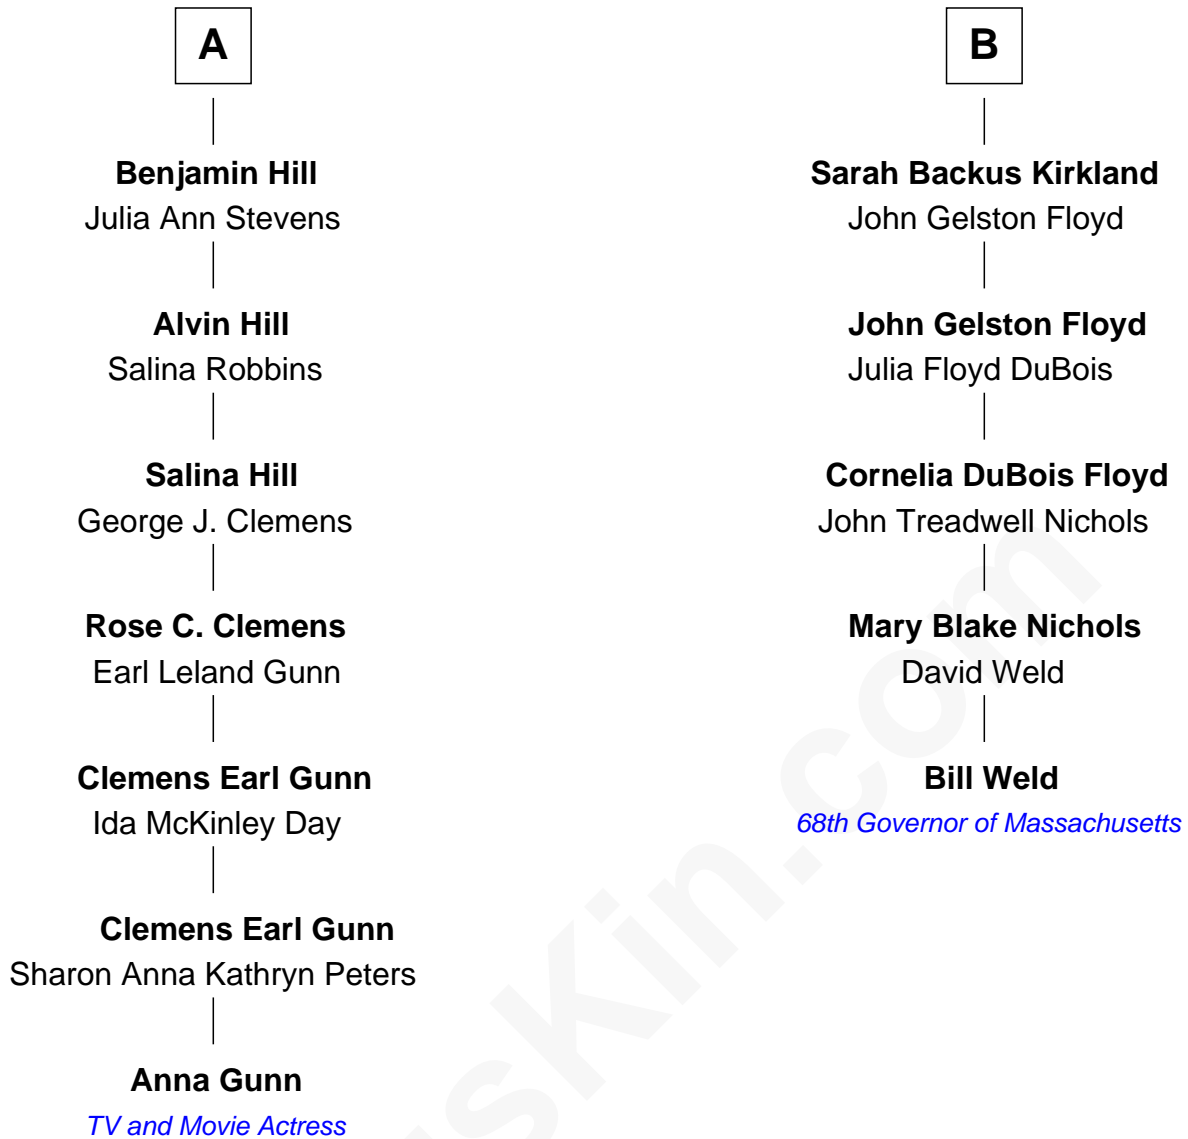 A
Benjamin Hill
Julia Ann Stevens
Alvin Hill
Salina Robbins
Salina Hill
George J. Clemens
Rose C. Clemens
Earl Leland Gunn
Clemens Earl Gunn
Ida McKinley Day
Clemens Earl Gunn
Sharon Anna Kathryn Peters
Anna Gunn
TV and Movie Actress
B
Sarah Backus Kirkland
John Gelston Floyd
John Gelston Floyd
Julia Floyd DuBois
Cornelia DuBois Floyd
John Treadwell Nichols
Mary Blake Nichols
David Weld
Bill Weld
68th Governor of Massachusetts